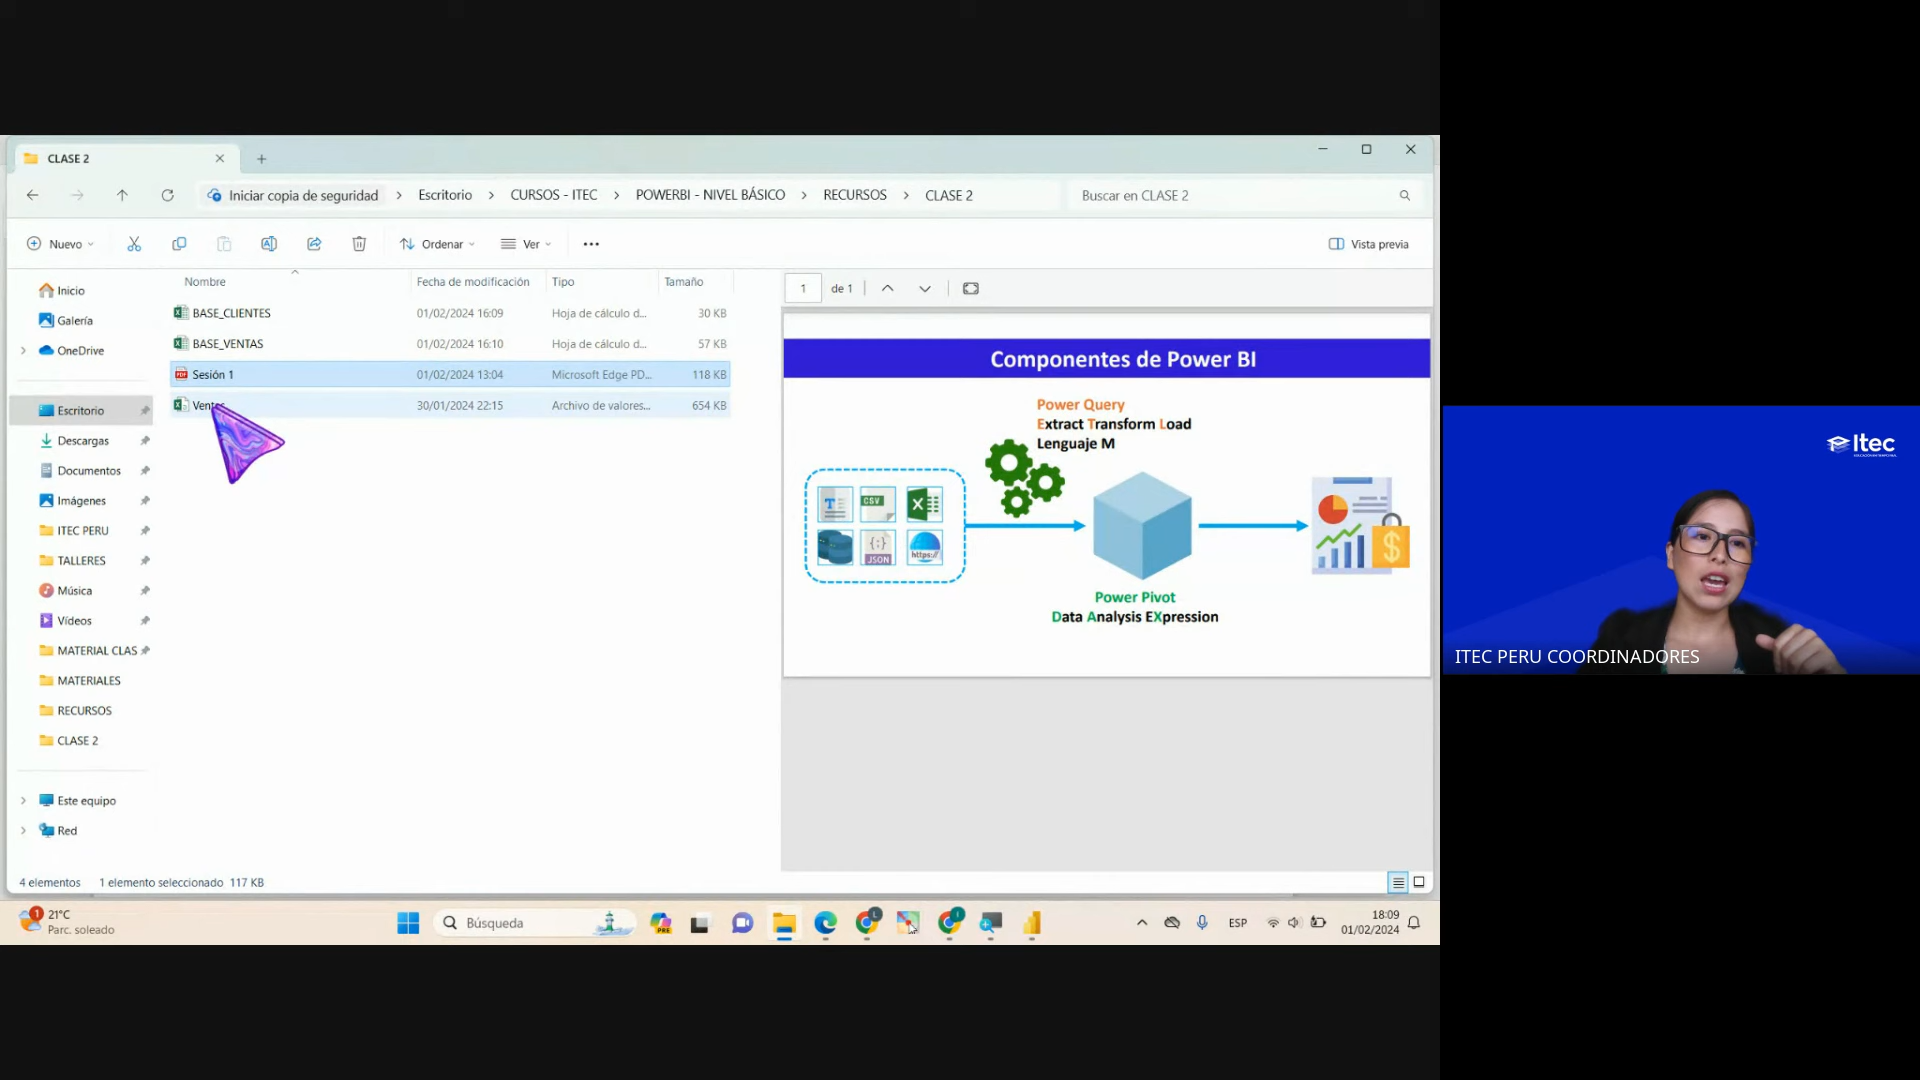 CLASE 2
Iniciar copia de seguridad > Escritorio > CURSOS - ITEC > POWERBI - NIVEL BÁSICO > RECURSOS > CLASE 2
Buscar en CLASE 2
Nuevo
Ordenar
Ver
Vista previa
Nombre Fecha de modificación Tipo Tamaño
BASE_CLIENTES 01/02/2024 16:09 Hoja de cálculo d... 30 KB
BASE_VENTAS 01/02/2024 16:10 Hoja de cálculo d... 57 KB
Sesión 1 01/02/2024 13:04 Microsoft Edge PD... 118 KB
30/01/2024 22:15 Archivo de valores... 654 KB
Inicio
Galería
OneDrive
Escritorio
Descargas
Documentos
Imágenes
ITEC PERU
TALLERES
Música
Vídeos
MATERIAL CLAS
MATERIALES
RECURSOS
CLASE 2
Este equipo
Red
4 elementos 1 elemento seleccionado 117 KB
1 de 1
Componentes de Power BI
Power Query
Extract Transform Load
Lenguaje M
T CSV X
{;} JSON https://
$
Power Pivot
Data Analysis EXpression
1
21°C
Parc. soleado
Búsqueda
PRE
L
ESP
18:09
01/02/2024
Itec
ITEC PERU COORDINADORES